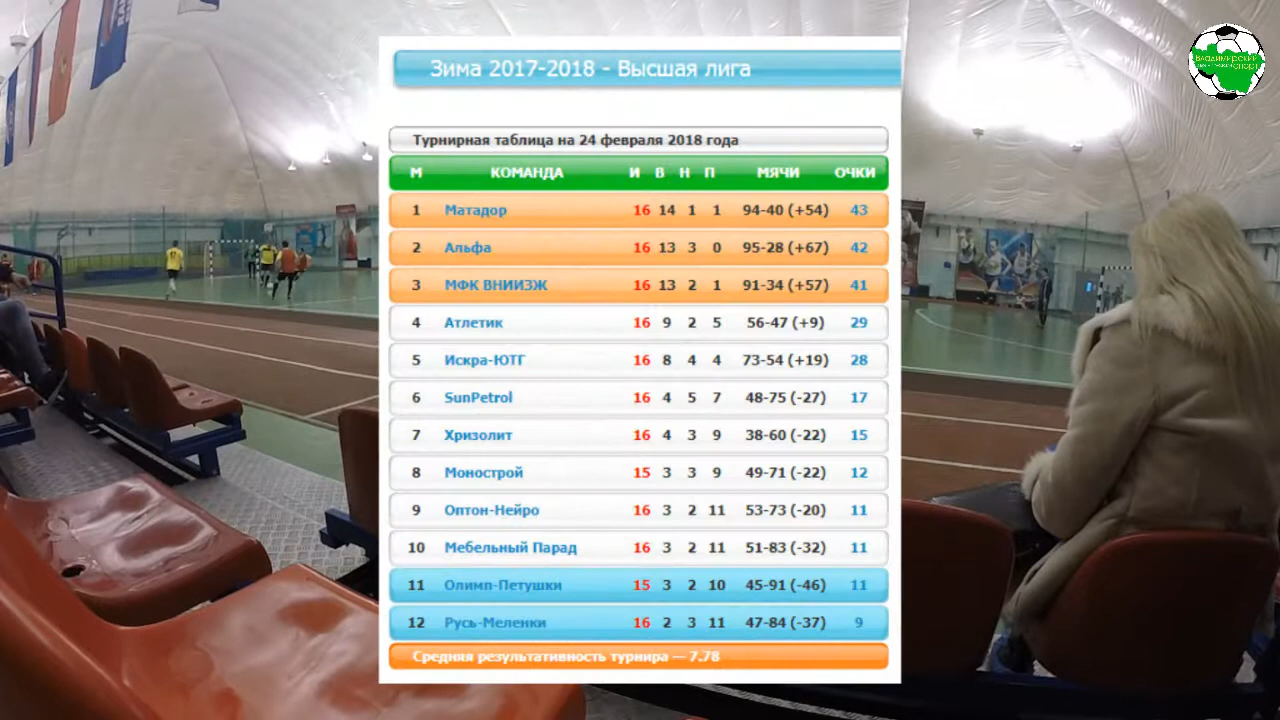 Зима 2017-2018 - Высшая лига
Турнирная таблица на 24 февраля 2018 года
М КОМАНДА И В Н П МЯЧИ ОЧКИ
1 Матадор 16 14 1 1 94-40 (+54) 43
2 Альфа 16 13 3 0 95-28 (+67) 42
3 МФК ВНИИЗЖ 16 13 2 1 91-34 (+57) 41
4 Атлетик 16 9 2 5 56-47 (+9) 29
5 Искра-ЮТГ 16 8 4 4 73-54 (+19) 28
6 SunPetrol 16 4 5 7 48-75 (-27) 17
7 Хризолит 16 4 3 9 38-60 (-22) 15
8 Монострой 15 3 3 9 49-71 (-22) 12
9 Оптон-Нейро 16 3 2 11 53-73 (-20) 11
10 Мебельный Парад 16 3 2 11 51-83 (-32) 11
11 Олимп-Петушки 15 3 2 10 45-91 (-46) 11
12 Русь-Меленки 16 2 3 11 47-84 (-37) 9
Средняя результативность турнира — 7.78
Владимирский
спорт